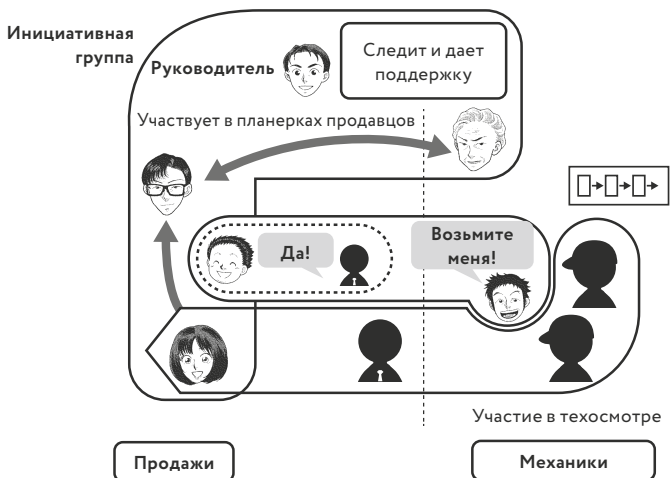 Инициативная
группа
Руководитель
Следит и дает
поддержку
Участвует в планерках продавцов
Да!
Возьмите
меня!
Участие в техосмотре
Продажи
Механики